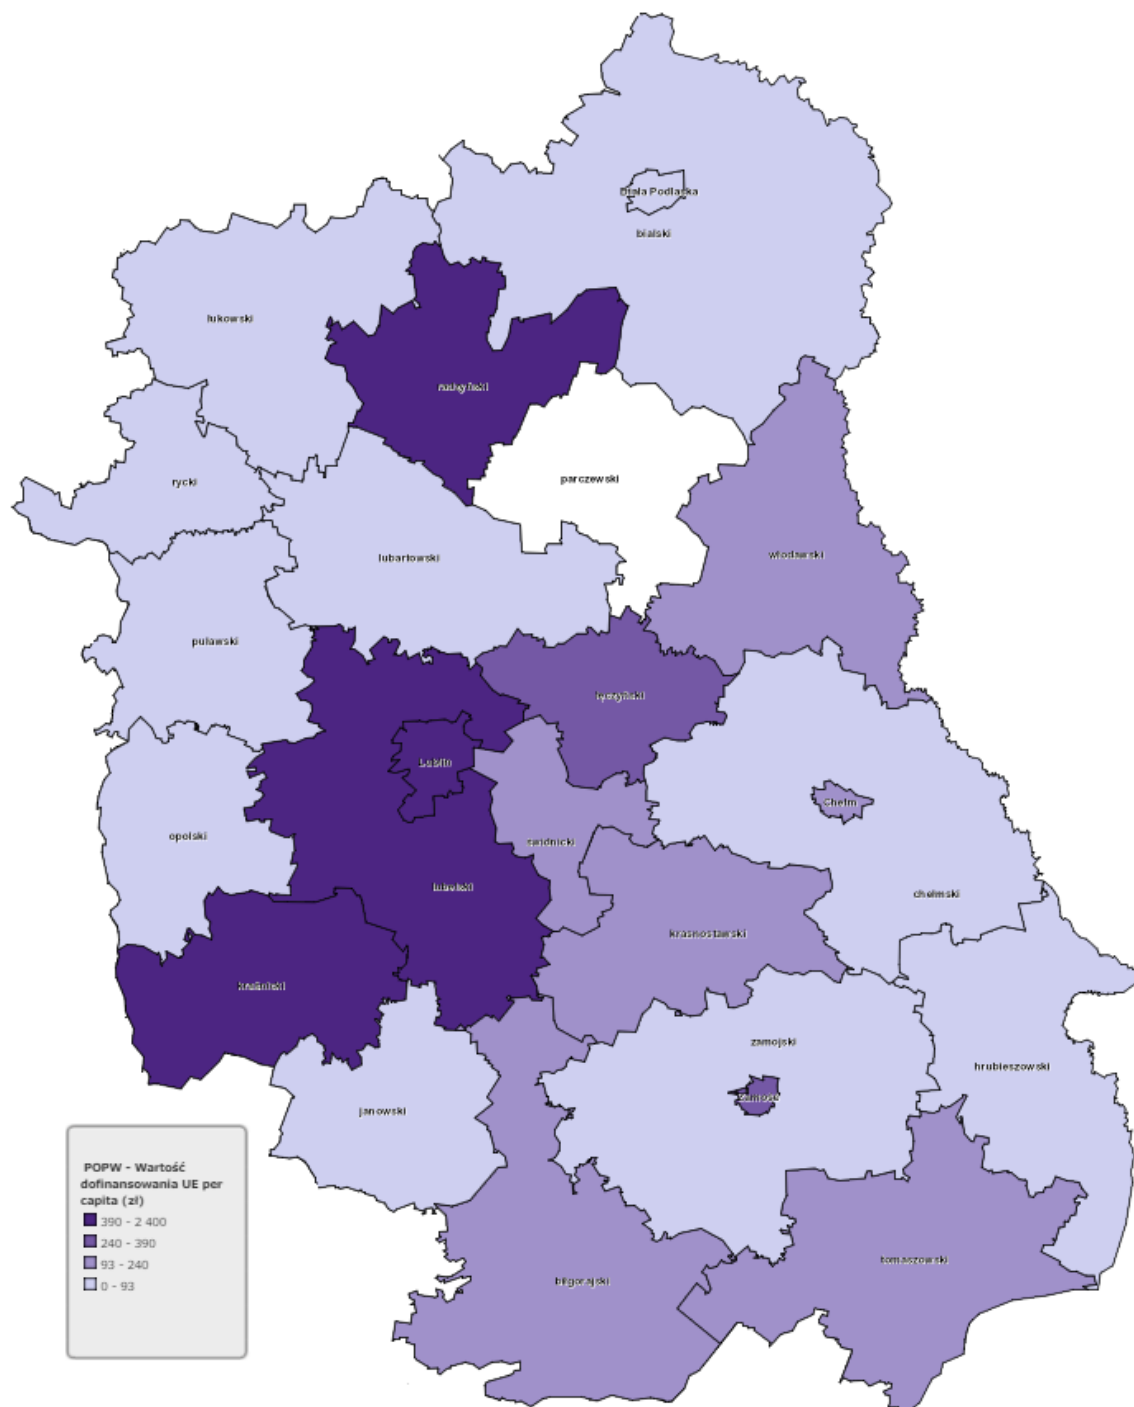 Biała Podlaska
bialski
łukowski
radzyński
rycki
parczewski
lubartowski
włodawski
puławski
łęczyński
Lublin
Chełm
opolski
świdnicki
lubelski
chełmski
krasnostawski
kraśnicki
zamojski
hrubieszowski
Zamość
janowski
tomaszowski
biłgorajski
POPW - Wartość
dofinansowania UE per
capita (zł)
390 - 2 400
240 - 390
93 - 240
0 - 93